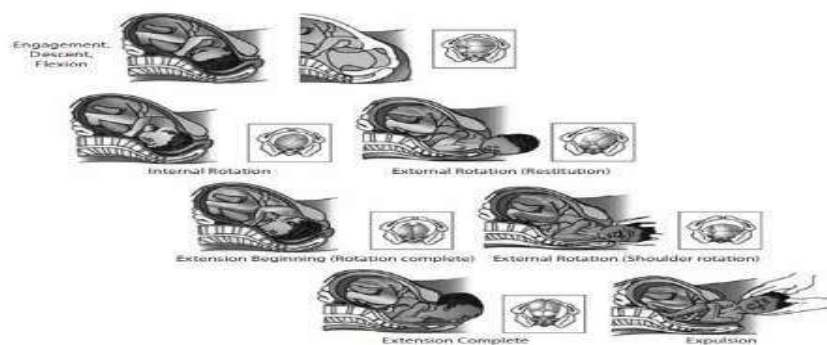 Engagement,
Descent,
Flexion
Internal Rotation
External Rotation (Restitution)
Extension Beginning (Rotation complete)
External Rotation (Shoulder rotation)
Extension Complete
Expulsion